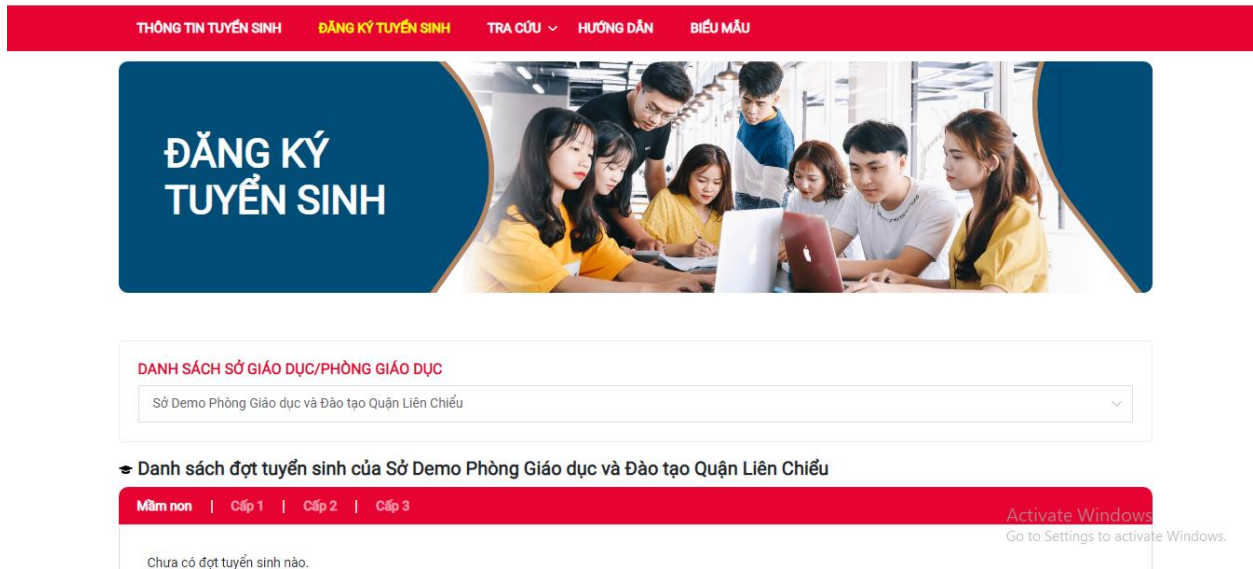 THÔNG TIN TUYỂN SINH ĐĂNG KÝ TUYỂN SINH TRA CỨU HƯỚNG DẪN BIỂU MẪU
ĐĂNG KÝ
TUYỂN SINH
DANH SÁCH SỞ GIÁO DỤC/PHÒNG GIÁO DỤC
Sở Demo Phòng Giáo dục và Đào tạo Quận Liên Chiểu
Danh sách đợt tuyển sinh của Sở Demo Phòng Giáo dục và Đào tạo Quận Liên Chiểu
Mầm non | Cấp 1 | Cấp 2 | Cấp 3
Activate Windows
Go to Settings to activate Windows.
Chưa có đợt tuyển sinh nào.